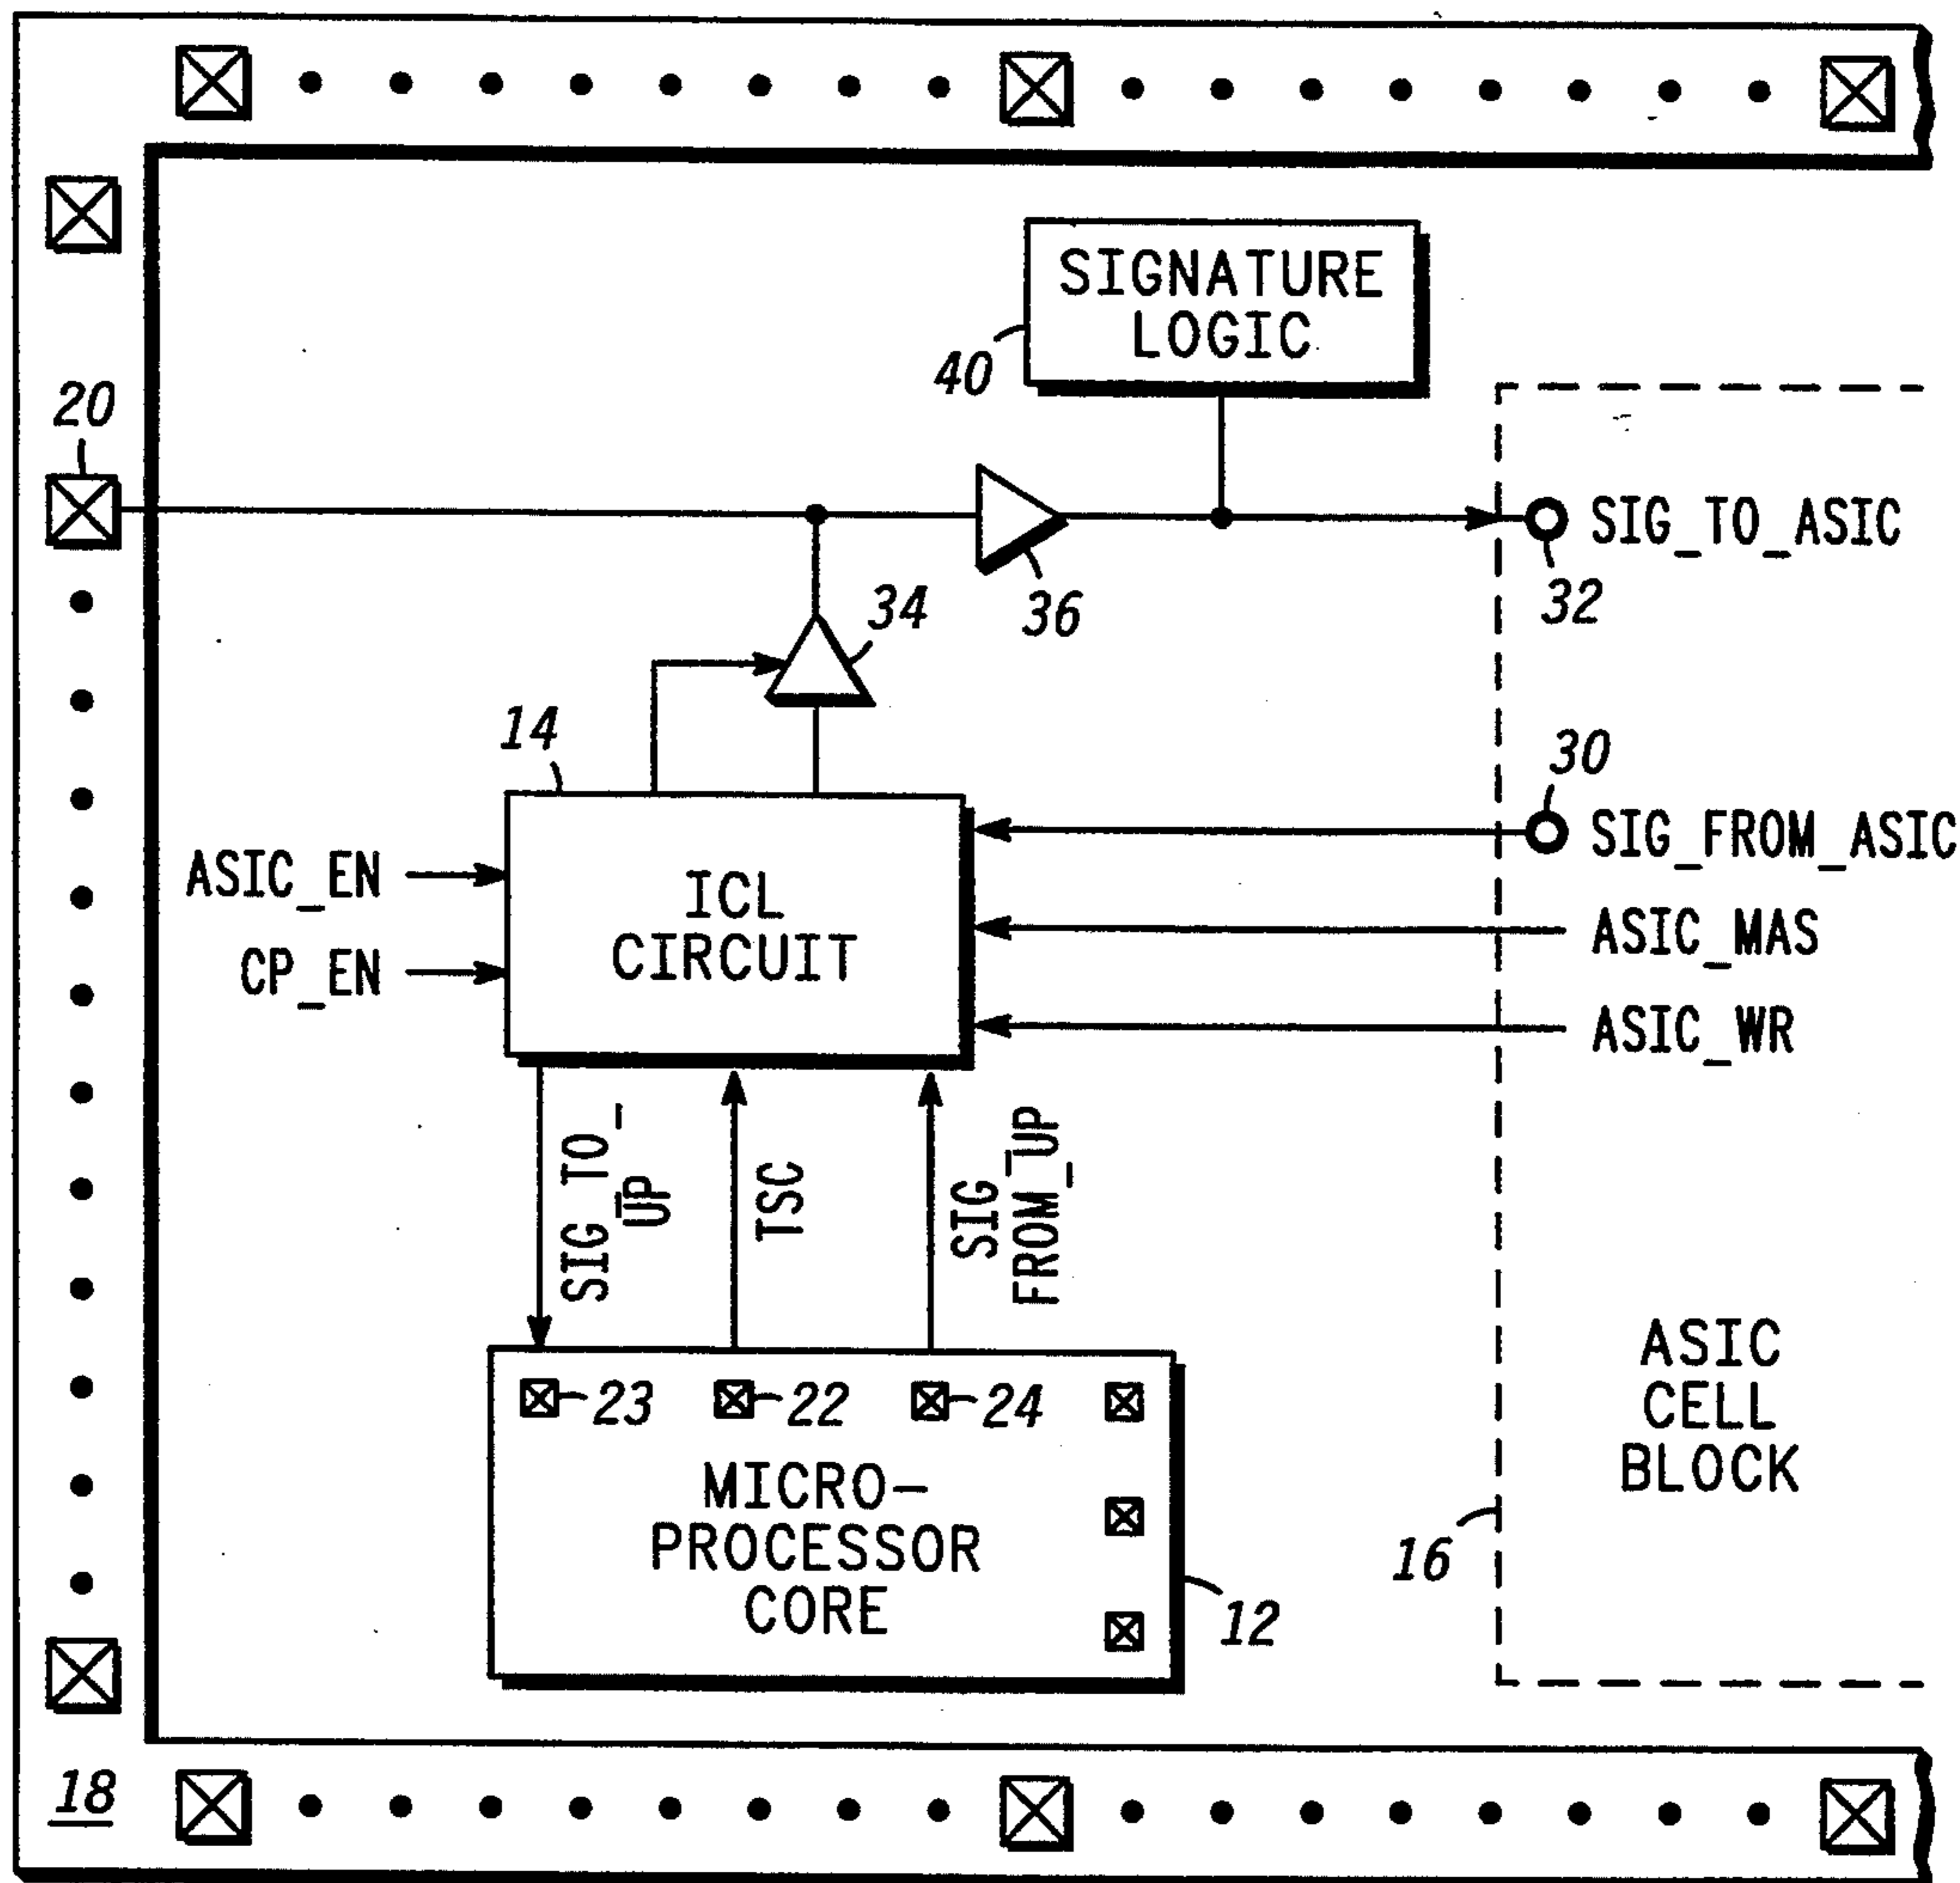 SIGNATURE
LOGIC
40
20
SIG_TO_ASIC
32
36
34
14
30
SIG_FROM_ASIC
ASIC_EN
ICL
CIRCUIT
ASIC_MAS
CP_EN
ASIC_WR
SIG_TO_
UP
TSC
SIG_
FROM_UP
23
22
24
MICRO-
PROCESSOR
CORE
12
ASIC
CELL
BLOCK
16
18